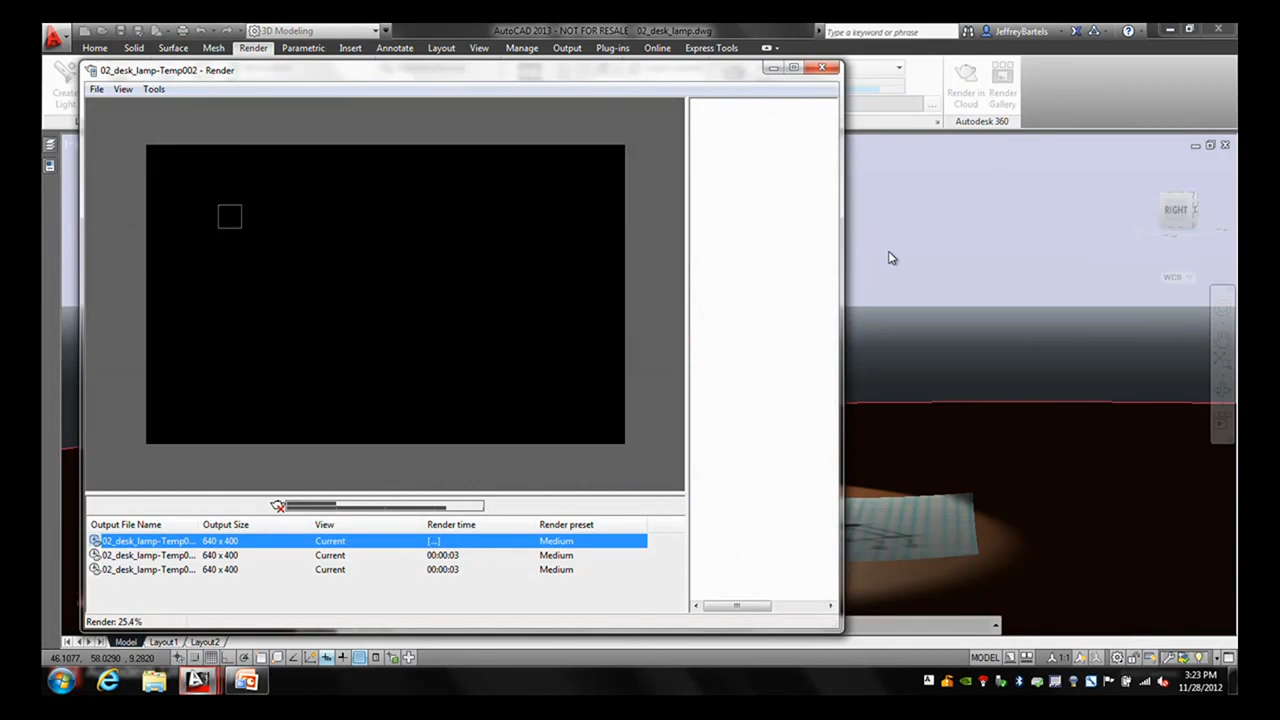 3D Modeling
AutoCAD 2013 - NOT FOR RESALE 02_desk_lamp.dwg
Type a keyword or phrase
JeffreyBartels
Home Solid Surface Mesh Render Parametric Insert Annotate Layout View Manage Output Plug-ins Online Express Tools
02_desk_lamp-Temp002 - Render
File View Tools
Create
Light
Render in
Cloud
Render
Gallery
Autodesk 360
RIGHT
WCS
Output File Name Output Size View Render time Render preset
02_desk_lamp-Temp0... 640 x 400 Current [...] Medium
02_desk_lamp-Temp0... 640 x 400 Current 00:00:03 Medium
02_desk_lamp-Temp0... 640 x 400 Current 00:00:03 Medium
Render: 25.4%
Model Layout1 Layout2
46.1077, 58.0290, 9.2820
MODEL
1:1
3:23 PM
11/28/2012